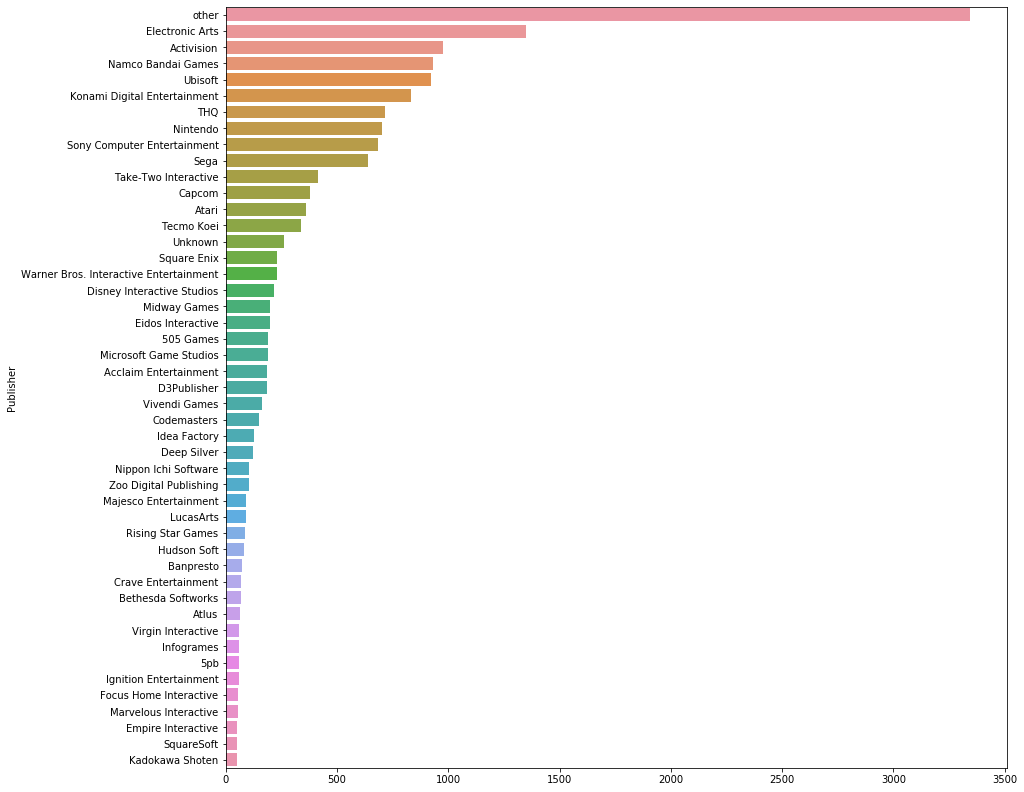 other
Electronic Arts
Activision
Namco Bandai Games
Ubisoft
Konami Digital Entertainment
THQ
Nintendo
Sony Computer Entertainment
Sega
Take-Two Interactive
Capcom
Atari
Tecmo Koei
Unknown
Square Enix
Warner Bros. Interactive Entertainment
Disney Interactive Studios
Midway Games
Eidos Interactive
505 Games
Microsoft Game Studios
Acclaim Entertainment
D3Publisher
Publisher
Vivendi Games
Codemasters
Idea Factory
Deep Silver
Nippon Ichi Software
Zoo Digital Publishing
Majesco Entertainment
LucasArts
Rising Star Games
Hudson Soft
Banpresto
Crave Entertainment
Bethesda Softworks
Atlus
Virgin Interactive
Infogrames
5pb
Ignition Entertainment
Focus Home Interactive
Marvelous Interactive
Empire Interactive
SquareSoft
Kadokawa Shoten
0 500 1000 1500 2000 2500 3000 3500